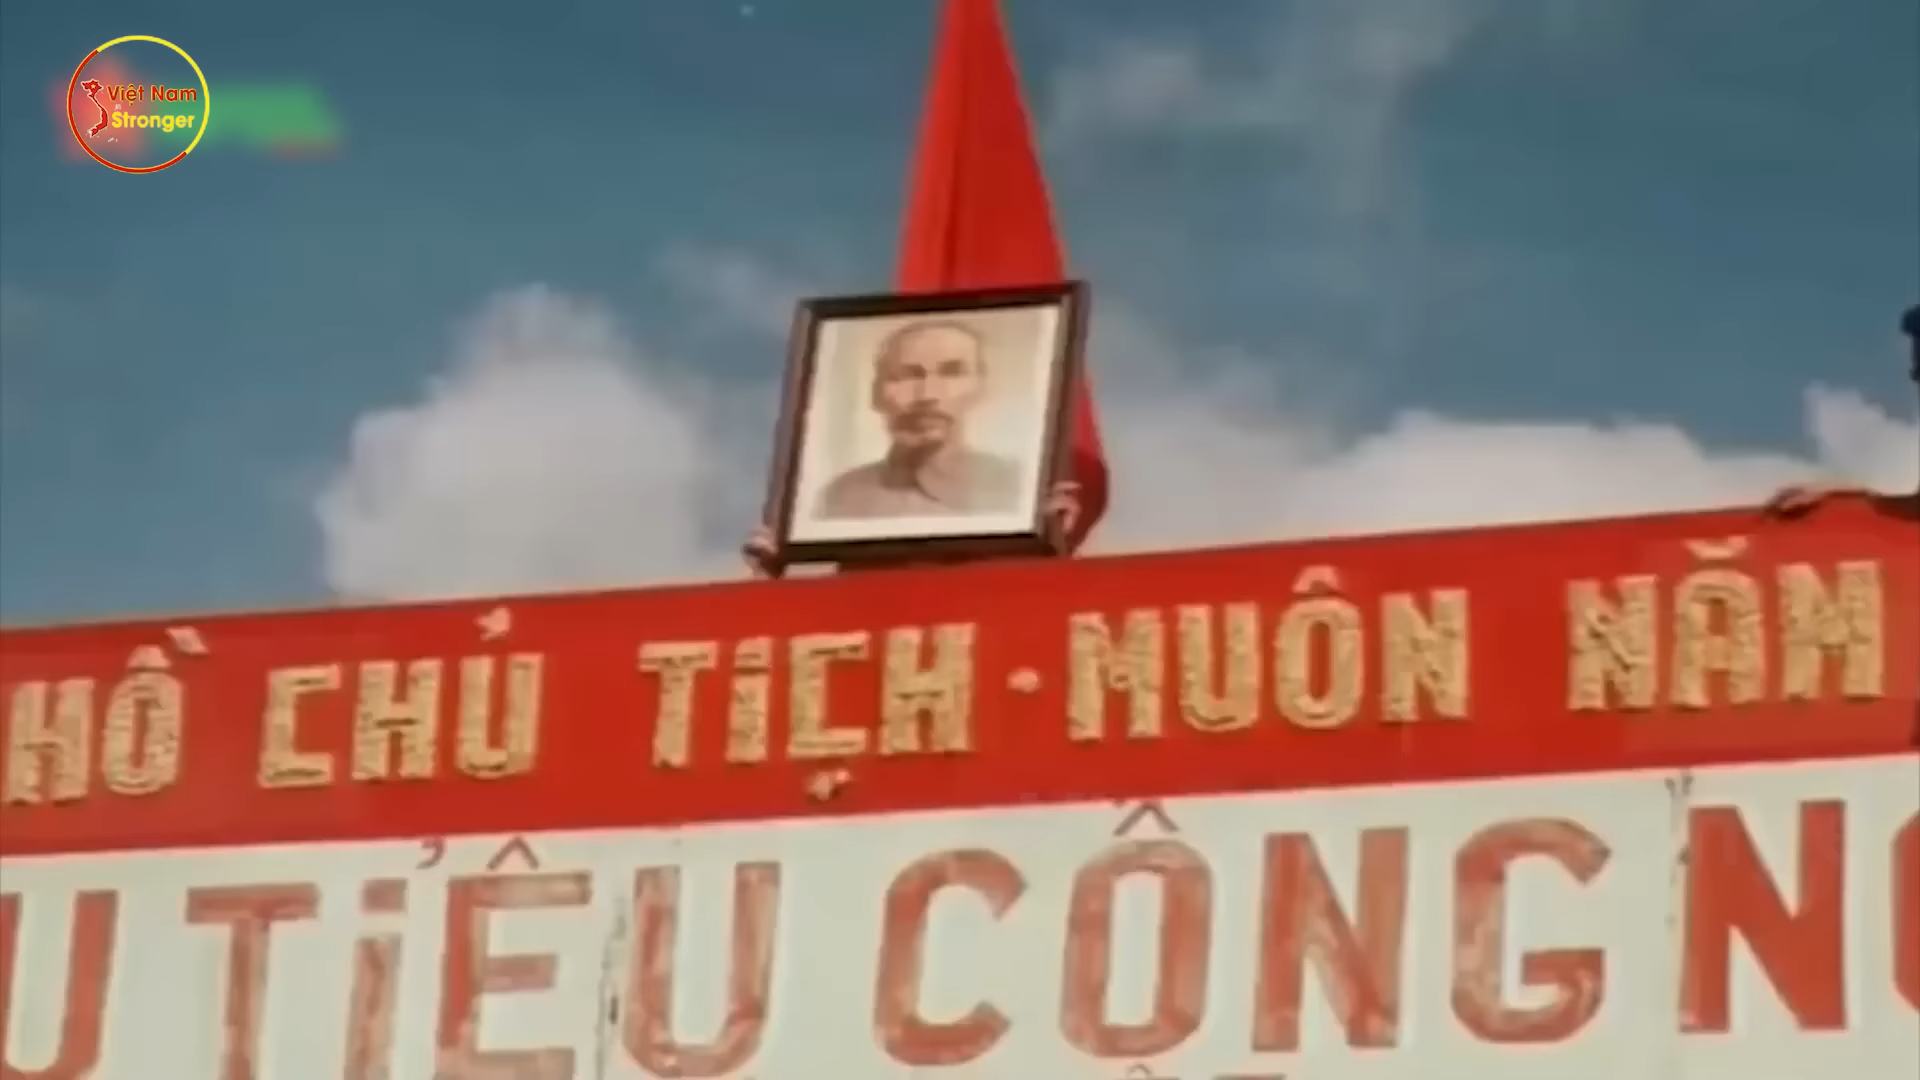 Việt Nam
Stronger
HỒ CHỦ TỊCH · MUÔN NĂM
TIỂU CÔNG